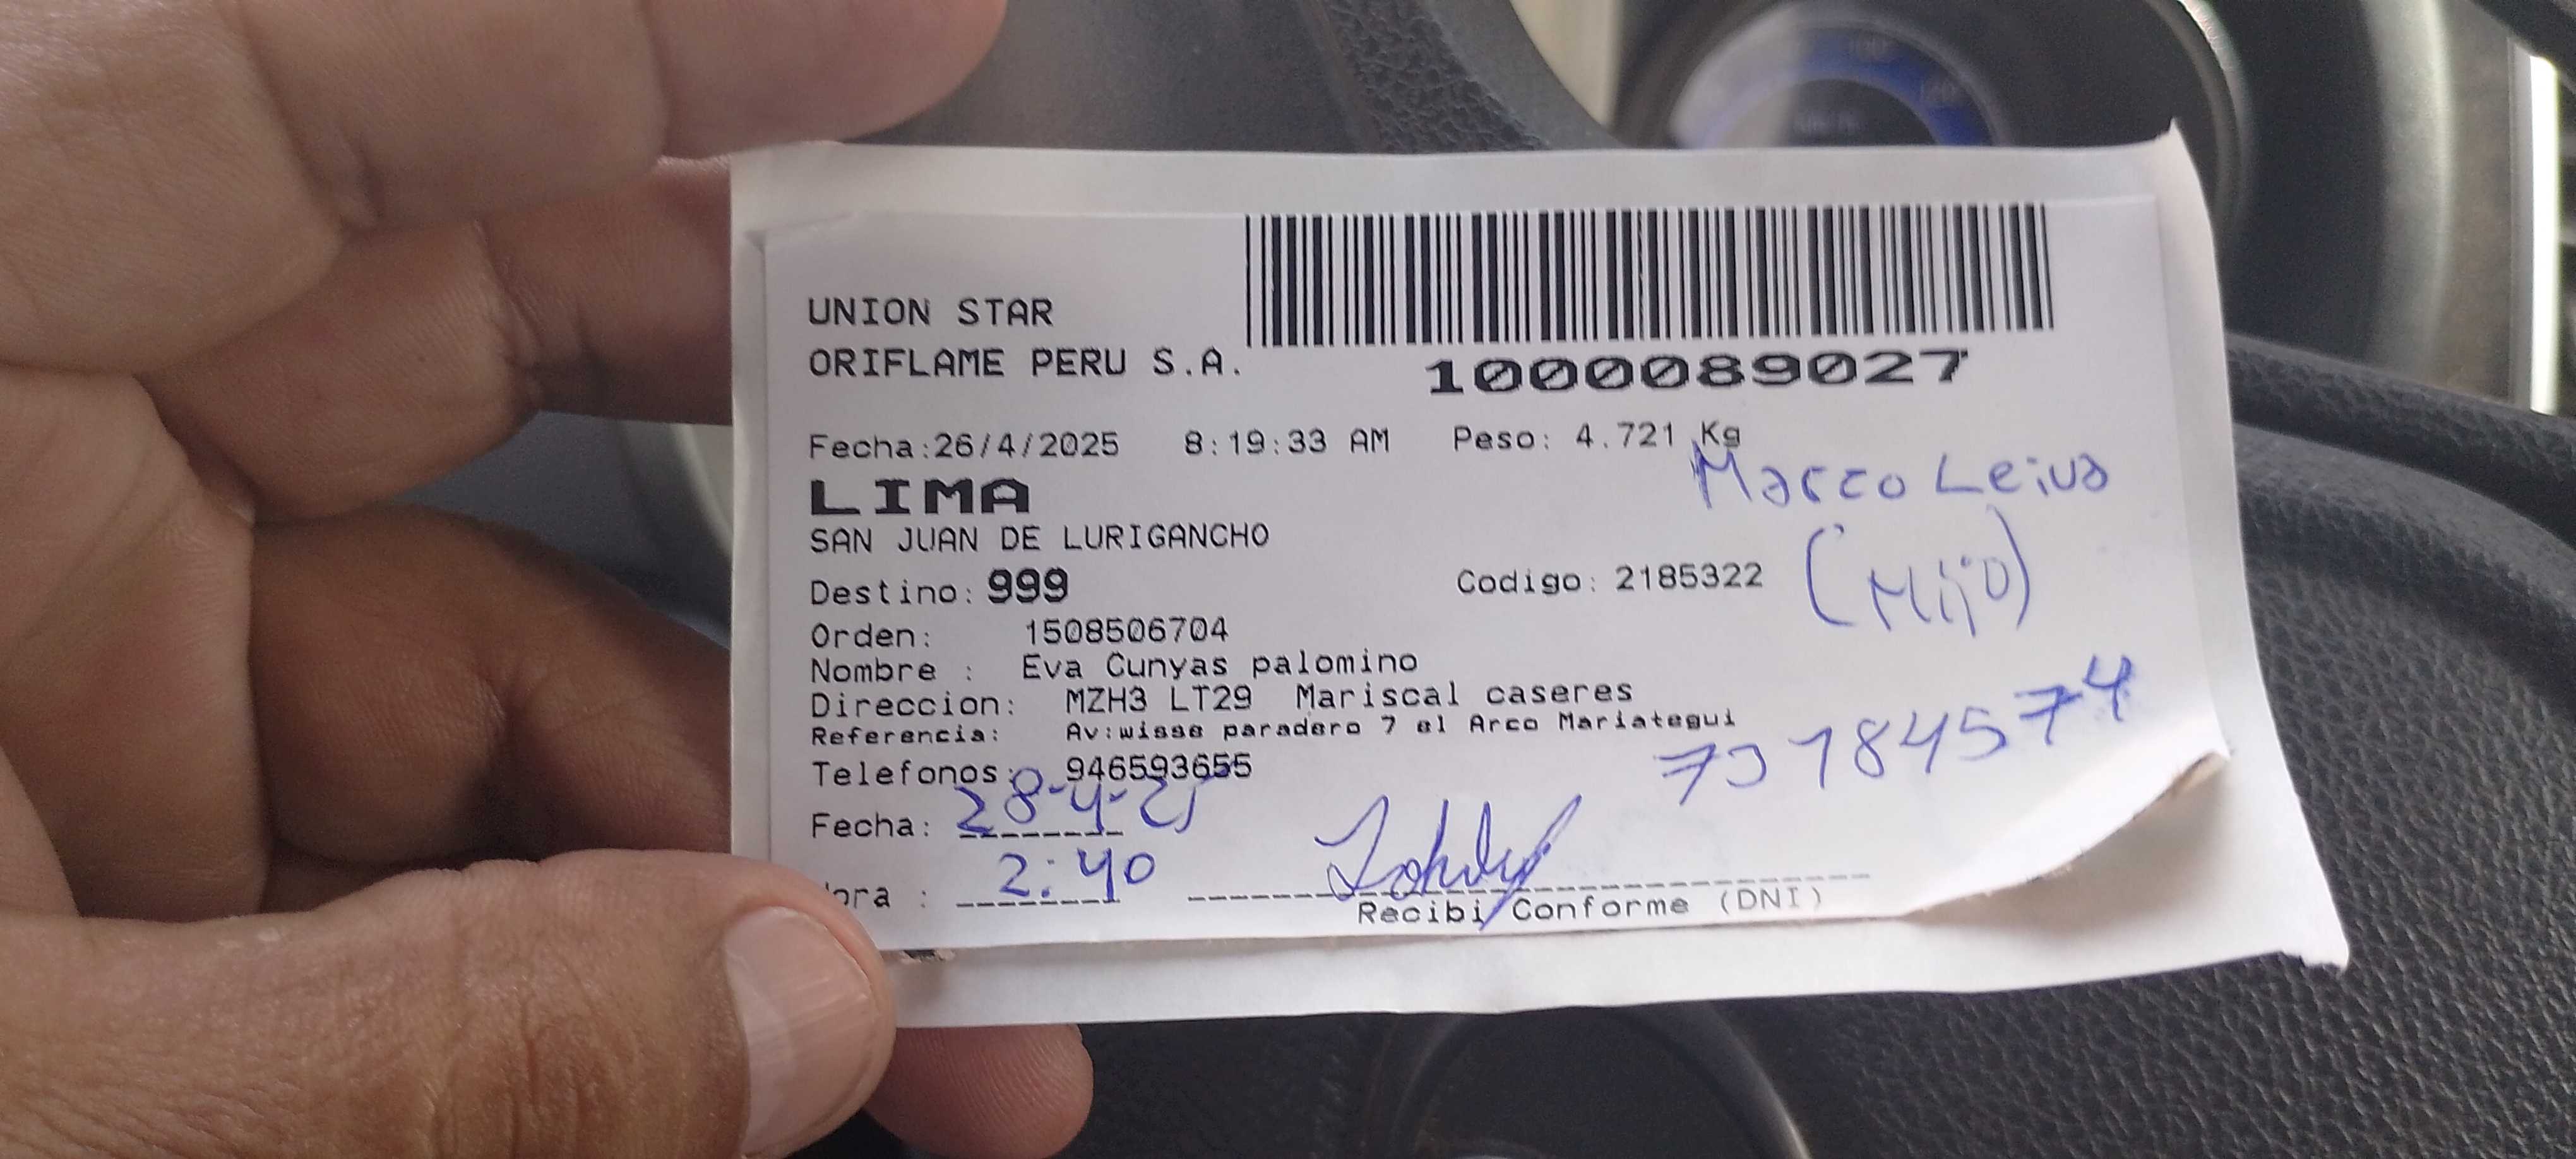 UNION STAR
ORIFLAME PERU S.A.
1000089027
Fecha:26/4/2025 8:19:33 AM Peso: 4.721 Kg
LIMA
Marco Leiva
SAN JUAN DE LURIGANCHO
Destino: 999 Codigo: 2185322
(Hijo)
Orden: 1508506704
Nombre : Eva Cunyas palomino
Direccion: MZH3 LT29 Mariscal caseres
Referencia: Av:wisse paradero 7 el Arco Mariategui
Telefonos: 946593655
Fecha: 28-4-25
ora : 2:40
Recibi Conforme (DNI)